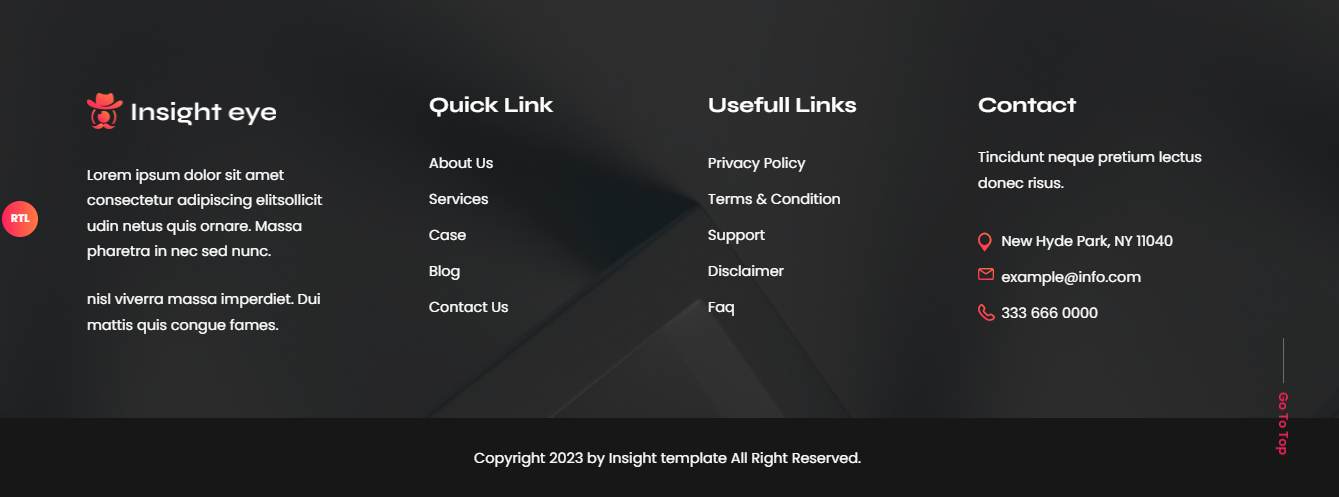 Insight eye
Lorem ipsum dolor sit amet
consectetur adipiscing elitsollicit
udin netus quis ornare. Massa
pharetra in nec sed nunc.
nisl viverra massa imperdiet. Dui
mattis quis congue fames.
RTL
Quick Link
About Us
Services
Case
Blog
Contact Us
Usefull Links
Privacy Policy
Terms & Condition
Support
Disclaimer
Faq
Contact
Tincidunt neque pretium lectus
donec risus.
New Hyde Park, NY 11040
example@info.com
333 666 0000
Go To Top
Copyright 2023 by Insight template All Right Reserved.